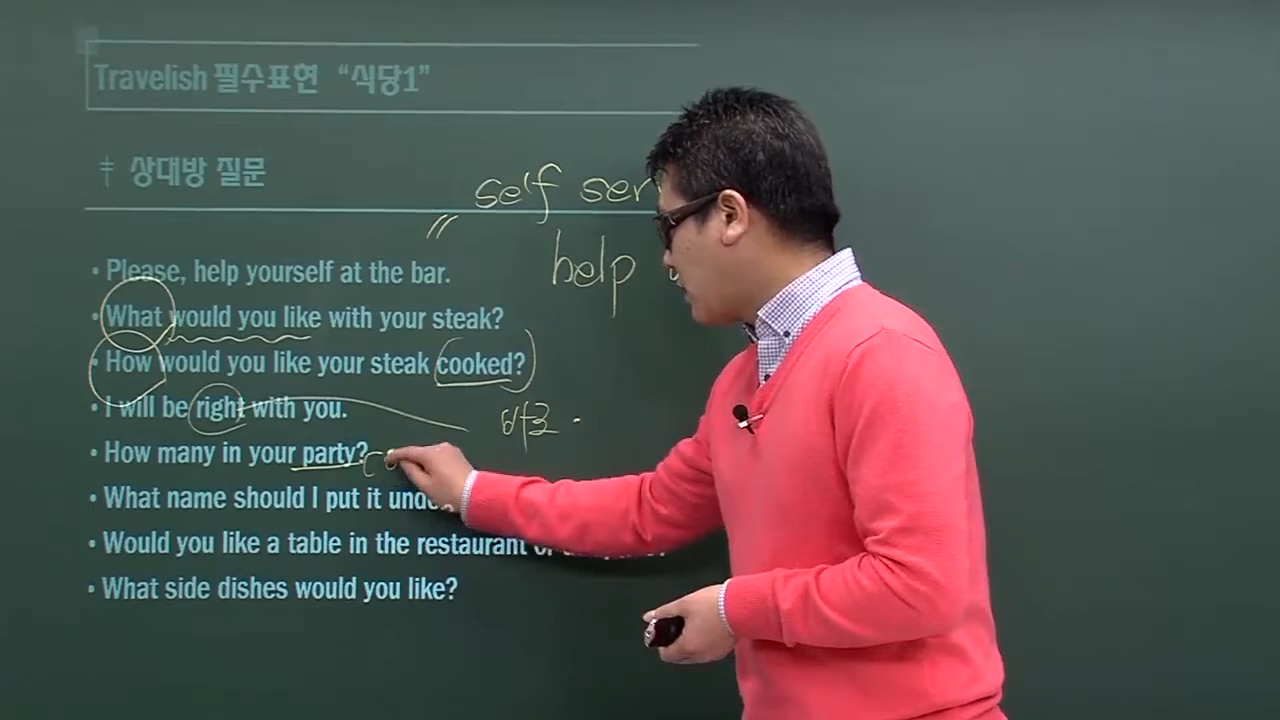 Travelish 필수표현 “식당1”
‡ 상대방 질문
self
help
• Please, help yourself at the bar.
• What would you like with your steak?
• How would you like your steak cooked?
• I will be right with you.
바로
• How many in your party?
• What name should I put it
• Would you like a table in the restaurant
• What side dishes would you like?